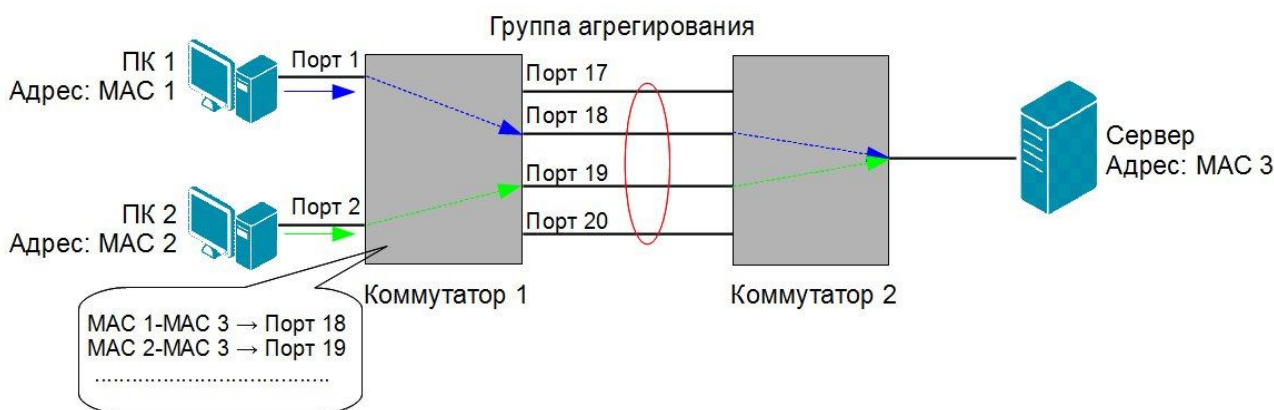 Группа агрегирования
ПК 1
Адрес: MAC 1
Порт 1
Порт 17
Порт 18
Сервер
Адрес: MAC 3
Порт 19
ПК 2
Адрес: MAC 2
Порт 2
Порт 20
Коммутатор 1
Коммутатор 2
MAC 1-MAC 3 → Порт 18
MAC 2-MAC 3 → Порт 19
....................................